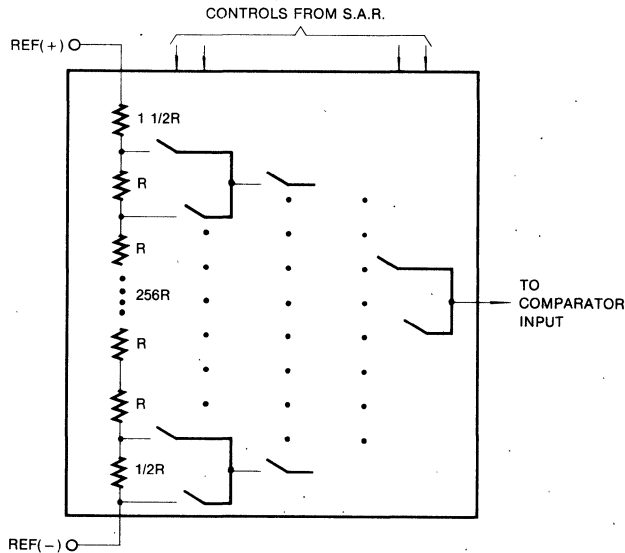 CONTROLS FROM S.A.R.
REF(+)
1 1/2R
R
R
256R
R
R
1/2R
TO
COMPARATOR
INPUT
REF(−)